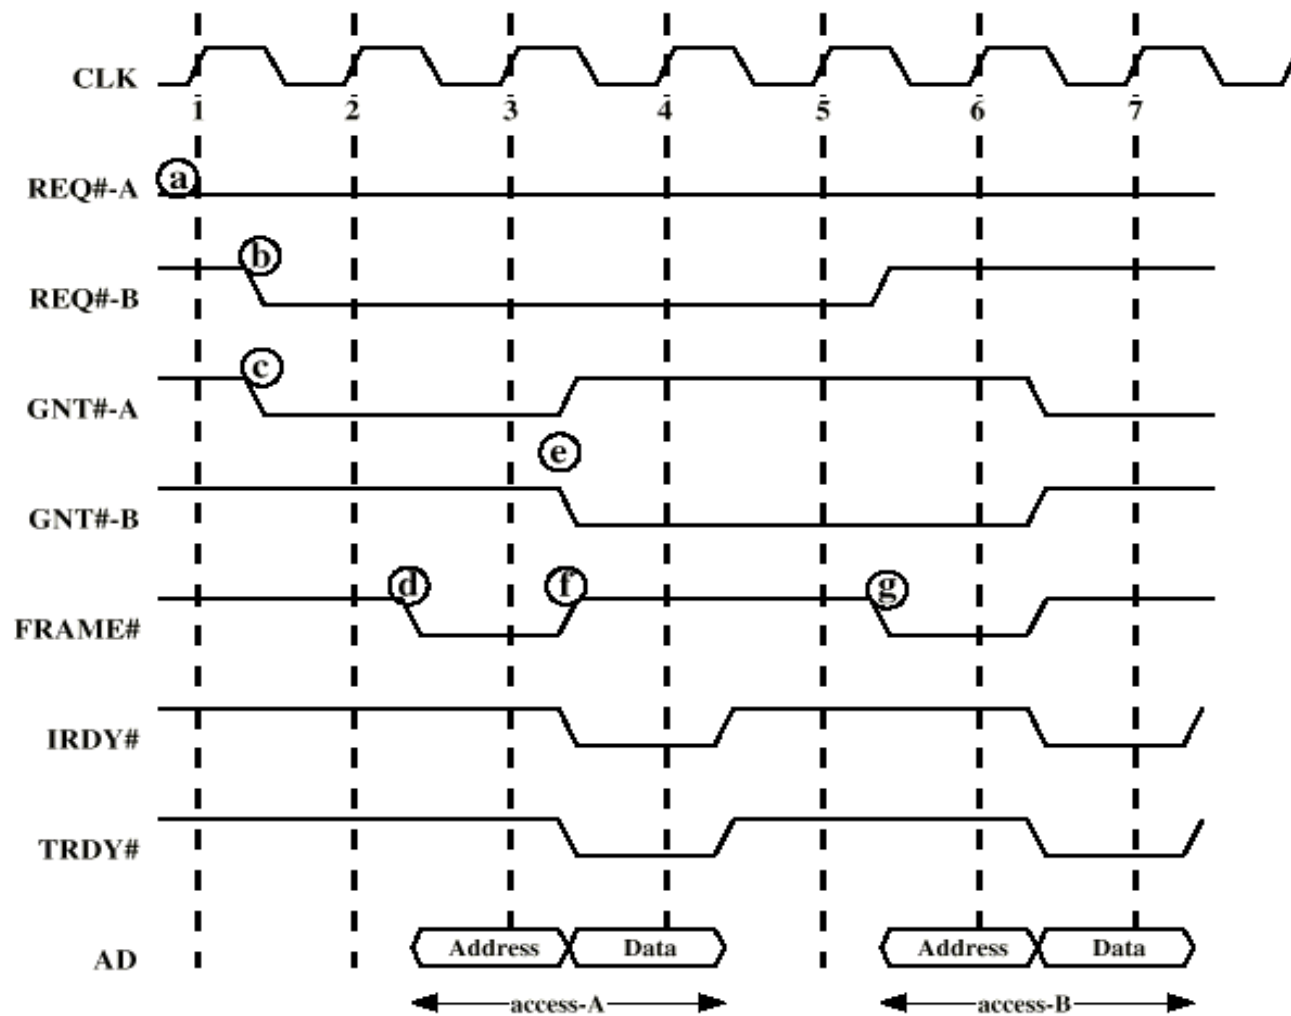 CLK
1 2 3 4 5 6 7
a
REQ#-A
b
REQ#-B
c
GNT#-A
e
GNT#-B
d f g
FRAME#
IRDY#
TRDY#
AD Address Data Address Data
access-A access-B